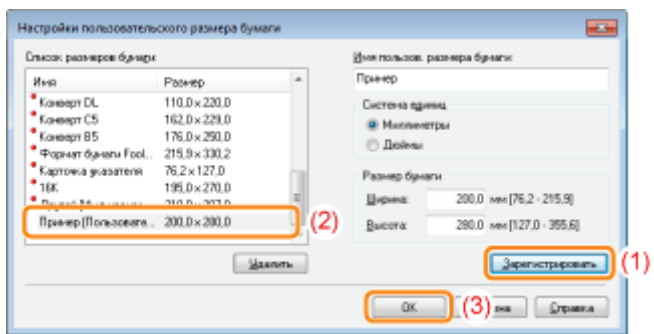 Настройки пользовательского размера бумаги
Список размеров бумаги:
Имя пользов. размера бумаги:
Имя Размер
Пример
Конверт DL 110,0 x 220,0
Конверт C5 162,0 x 229,0
Конверт B5 176,0 x 250,0
Формат бумаги Fool... 215,9 x 330,2
Карточка указателя 76,2 x 127,0
16K 195,0 x 270,0
Пример [Пользовате... 200,0 x 280,0
(2)
Система единиц
Миллиметры
Дюймы
Размер бумаги
Ширина: 200,0 мм [76,2 - 215,9]
Высота: 280,0 мм [127,0 - 355,6]
Удалить
Зарегистрировать
(1)
OK
(3)
Справка